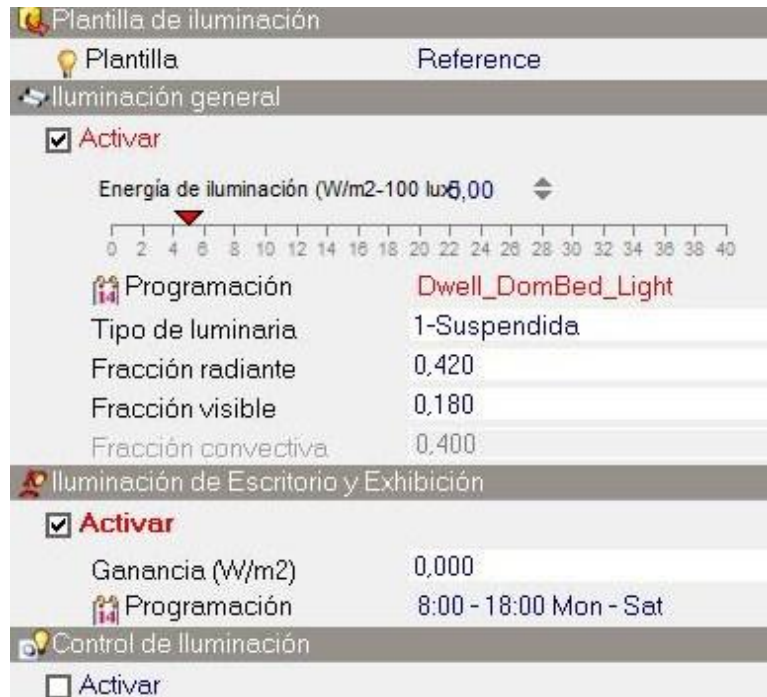 Plantilla de iluminación
Plantilla Reference
Iluminación general
Activar
Energía de iluminación (W/m2-100 lux) 5,00
0 2 4 6 8 10 12 14 16 18 20 22 24 26 28 30 32 34 36 38 40
Programación Dwell_DomBed_Light
Tipo de luminaria 1-Suspendida
Fracción radiante 0,420
Fracción visible 0,180
Fracción convectiva 0,400
Iluminación de Escritorio y Exhibición
Activar
Ganancia (W/m2) 0,000
Programación 8:00 - 18:00 Mon - Sat
Control de Iluminación
Activar